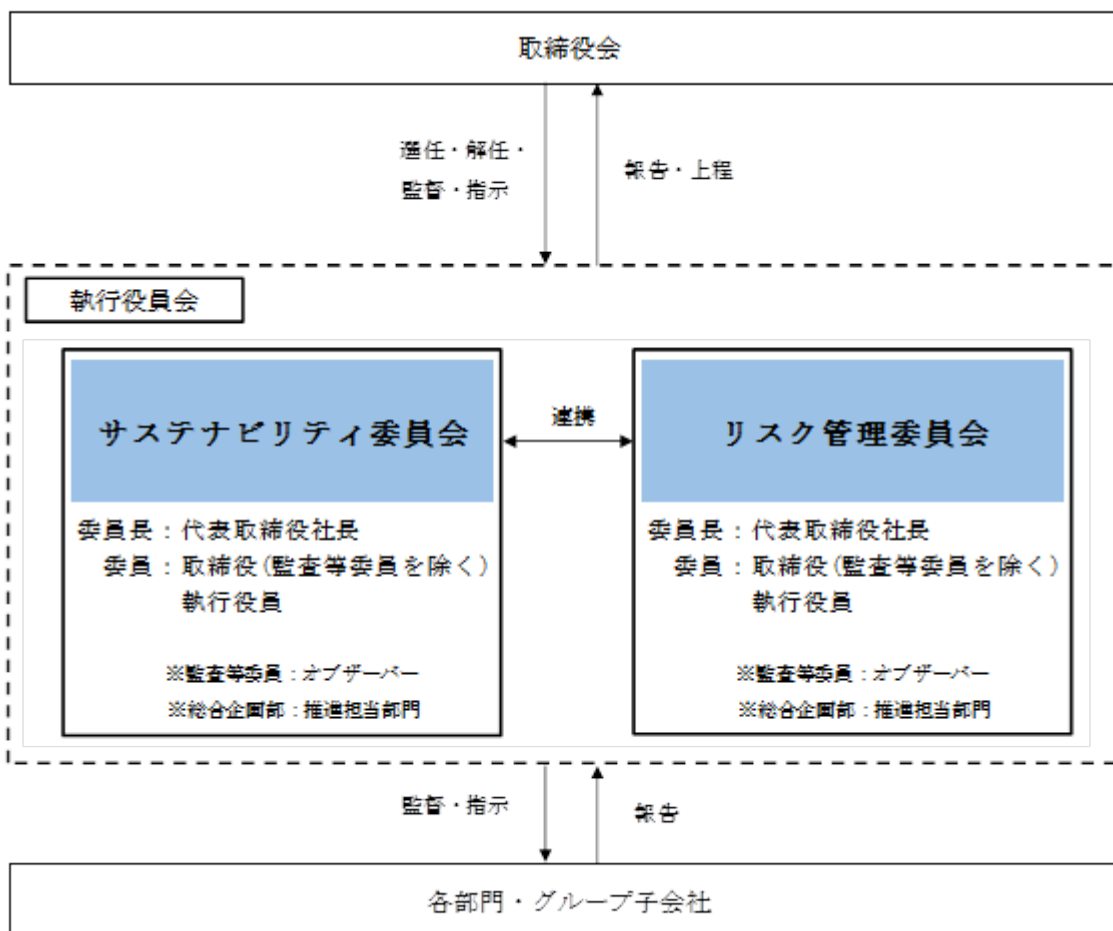 取締役会
選任・解任・
監督・指示
報告・上程
執行役員会
サステナビリティ委員会
委員長：代表取締役社長
委員：取締役(監査等委員を除く)
執行役員
※監査等委員：オブザーバー
※総合企画部：推進担当部門
連携
リスク管理委員会
委員長：代表取締役社長
委員：取締役(監査等委員を除く)
執行役員
※監査等委員：オブザーバー
※総合企画部：推進担当部門
監督・指示
報告
各部門・グループ子会社